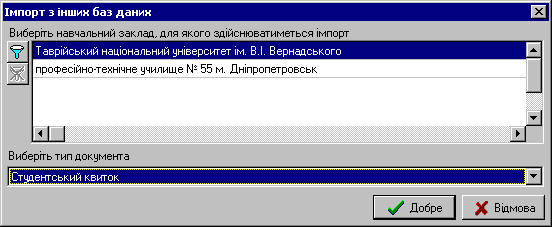 Імпорт з інших баз даних
Виберіть навчальний заклад, для якого здійснюватиметься імпорт
Таврійський національний університет ім. В.І. Вернадського
професійно-технічне училище № 55 м. Дніпропетровськ
Виберіть тип документа
Студентський квиток
Добре
Відмова